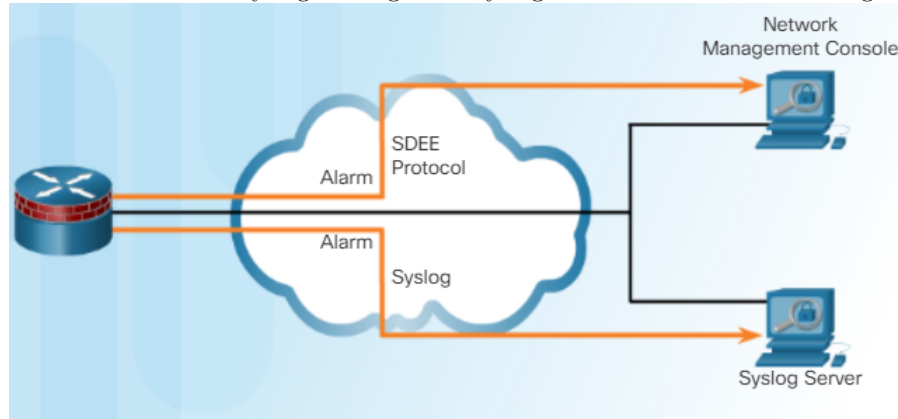 Network
Management Console
SDEE
Protocol
Alarm
Alarm
Syslog
Syslog Server